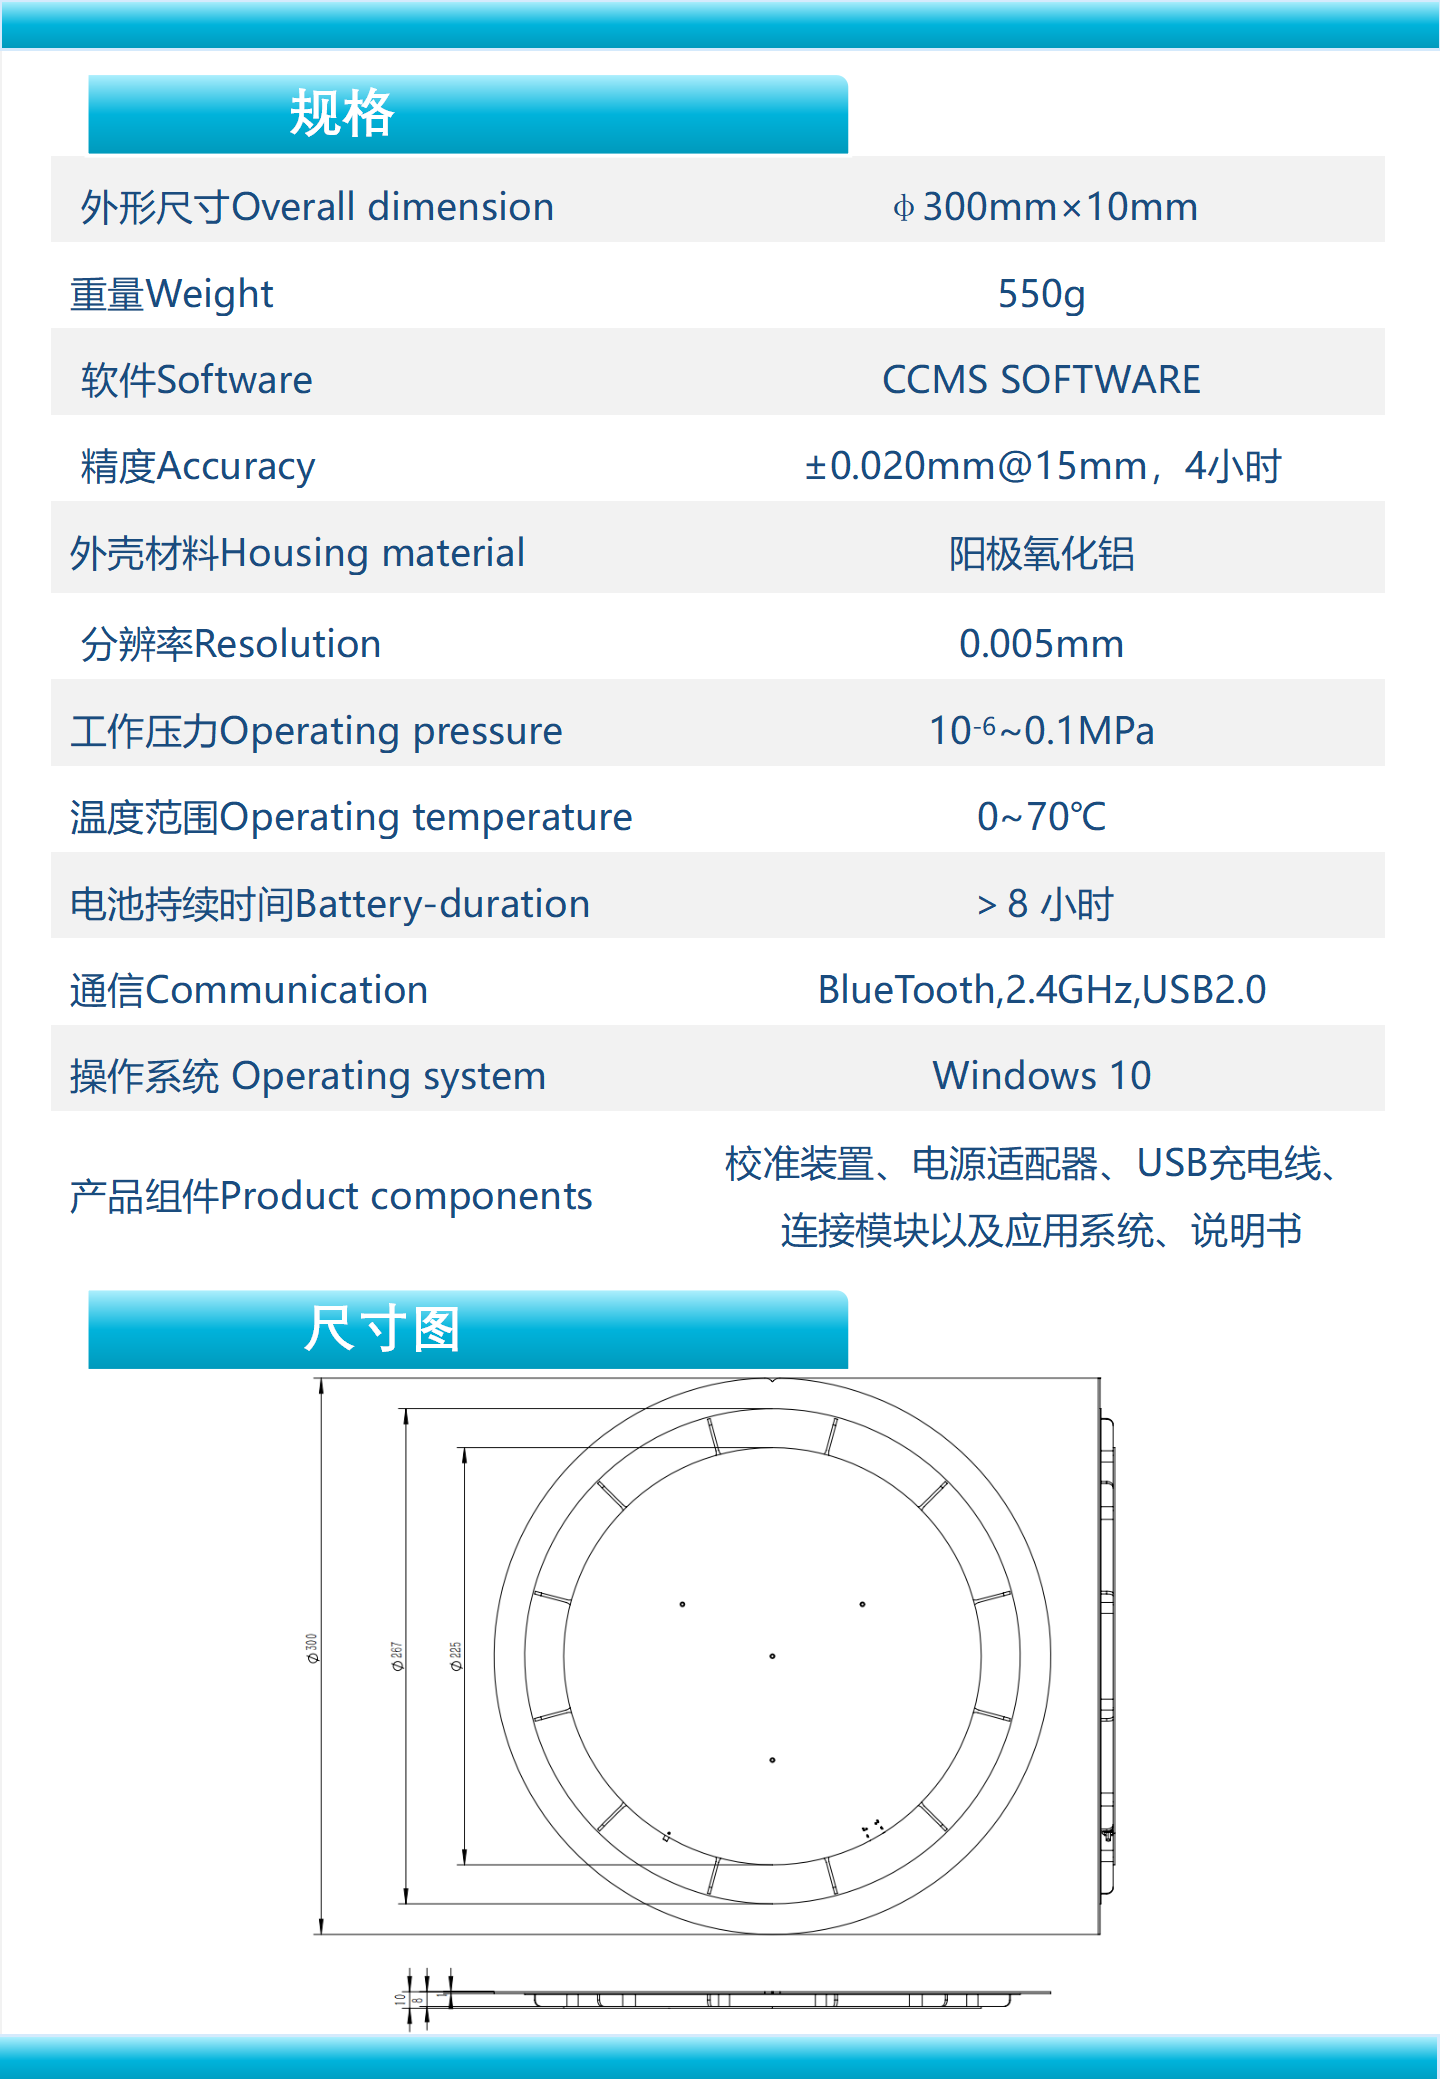 规格
外形尺寸Overall dimension ф300mm×10mm
重量Weight 550g
软件Software CCMS SOFTWARE
精度Accuracy ±0.020mm@15mm，4小时
外壳材料Housing material 阳极氧化铝
分辨率Resolution 0.005mm
工作压力Operating pressure 10-6~0.1MPa
温度范围Operating temperature 0~70℃
电池持续时间Battery-duration ＞8 小时
通信Communication BlueTooth,2.4GHz,USB2.0
操作系统 Operating system Windows 10
产品组件Product components 校准装置、电源适配器、USB充电线、
连接模块以及应用系统、说明书
尺寸图
Ø300
Ø267
Ø225
10
8
1